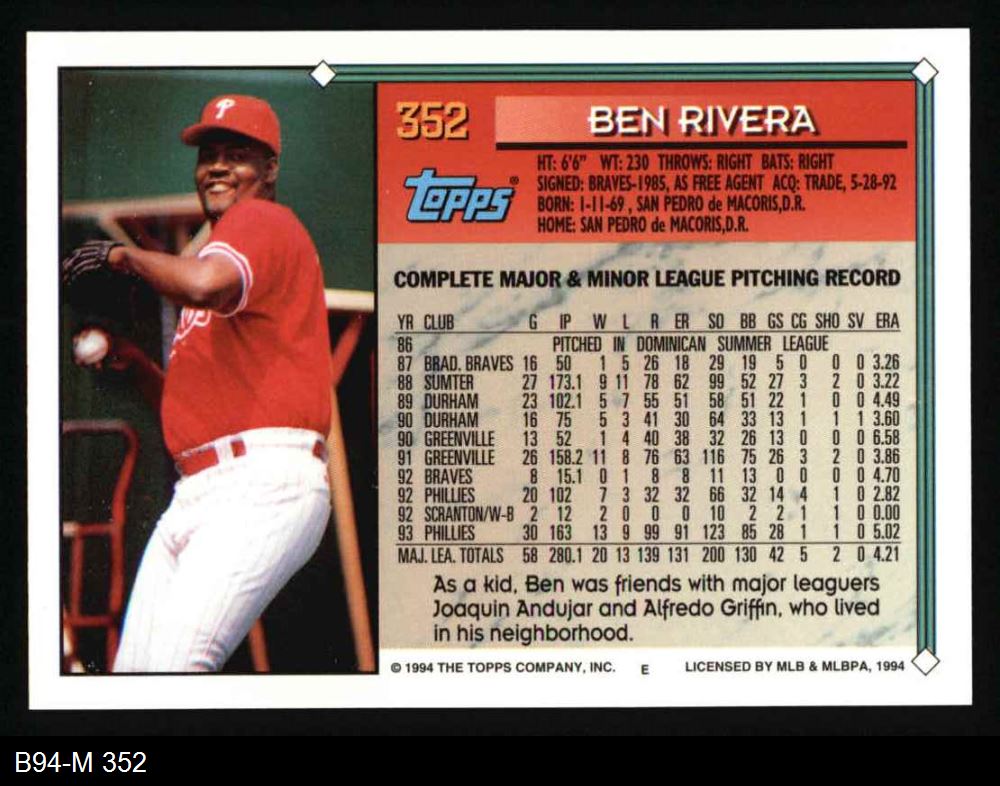 P
352
BEN RIVERA
Topps®
HT: 6'6" WT: 230 THROWS: RIGHT BATS: RIGHT
SIGNED: BRAVES-1985, AS FREE AGENT ACQ: TRADE, 5-28-92
BORN: 1-11-69 , SAN PEDRO de MACORIS,D.R.
HOME: SAN PEDRO de MACORIS,D.R.
COMPLETE MAJOR & MINOR LEAGUE PITCHING RECORD
YR CLUB G IP W L R ER SO BB GS CG SHO SV ERA
86 PITCHED IN DOMINICAN SUMMER LEAGUE
87 BRAD. BRAVES 16 50 1 5 26 18 29 19 5 0 0 0 3.26
88 SUMTER 27 173.1 9 11 78 62 99 52 27 3 2 0 3.22
89 DURHAM 23 102.1 5 7 55 51 58 51 22 1 0 0 4.49
90 DURHAM 16 75 5 3 41 30 64 33 13 1 1 1 3.60
90 GREENVILLE 13 52 1 4 40 38 32 26 13 0 0 0 6.58
91 GREENVILLE 26 158.2 11 8 76 63 116 75 26 3 2 0 3.86
92 BRAVES 8 15.1 0 1 8 8 11 13 0 0 0 0 4.70
92 PHILLIES 20 102 7 3 32 32 66 32 14 4 1 0 2.82
92 SCRANTON/W-B 2 12 2 0 0 0 10 2 2 1 1 0 0.00
93 PHILLIES 30 163 13 9 99 91 123 85 28 1 1 0 5.02
MAJ. LEA. TOTALS 58 280.1 20 13 139 131 200 130 42 5 2 0 4.21
As a kid, Ben was friends with major leaguers
Joaquin Andujar and Alfredo Griffin, who lived
in his neighborhood.
© 1994 THE TOPPS COMPANY, INC. E LICENSED BY MLB & MLBPA, 1994
B94-M 352